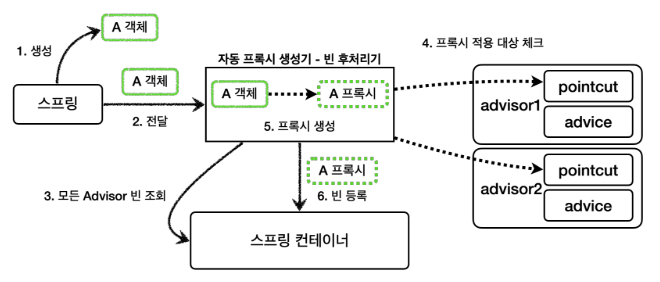 A 객체
1. 생성
4. 프록시 적용 대상 체크
자동 프록시 생성기 - 빈 후처리기
A 객체
스프링
2. 전달
A 객체
A 프록시
5. 프록시 생성
advisor1
pointcut
advice
advisor2
pointcut
advice
3. 모든 Advisor 빈 조회
A 프록시
6. 빈 등록
스프링 컨테이너